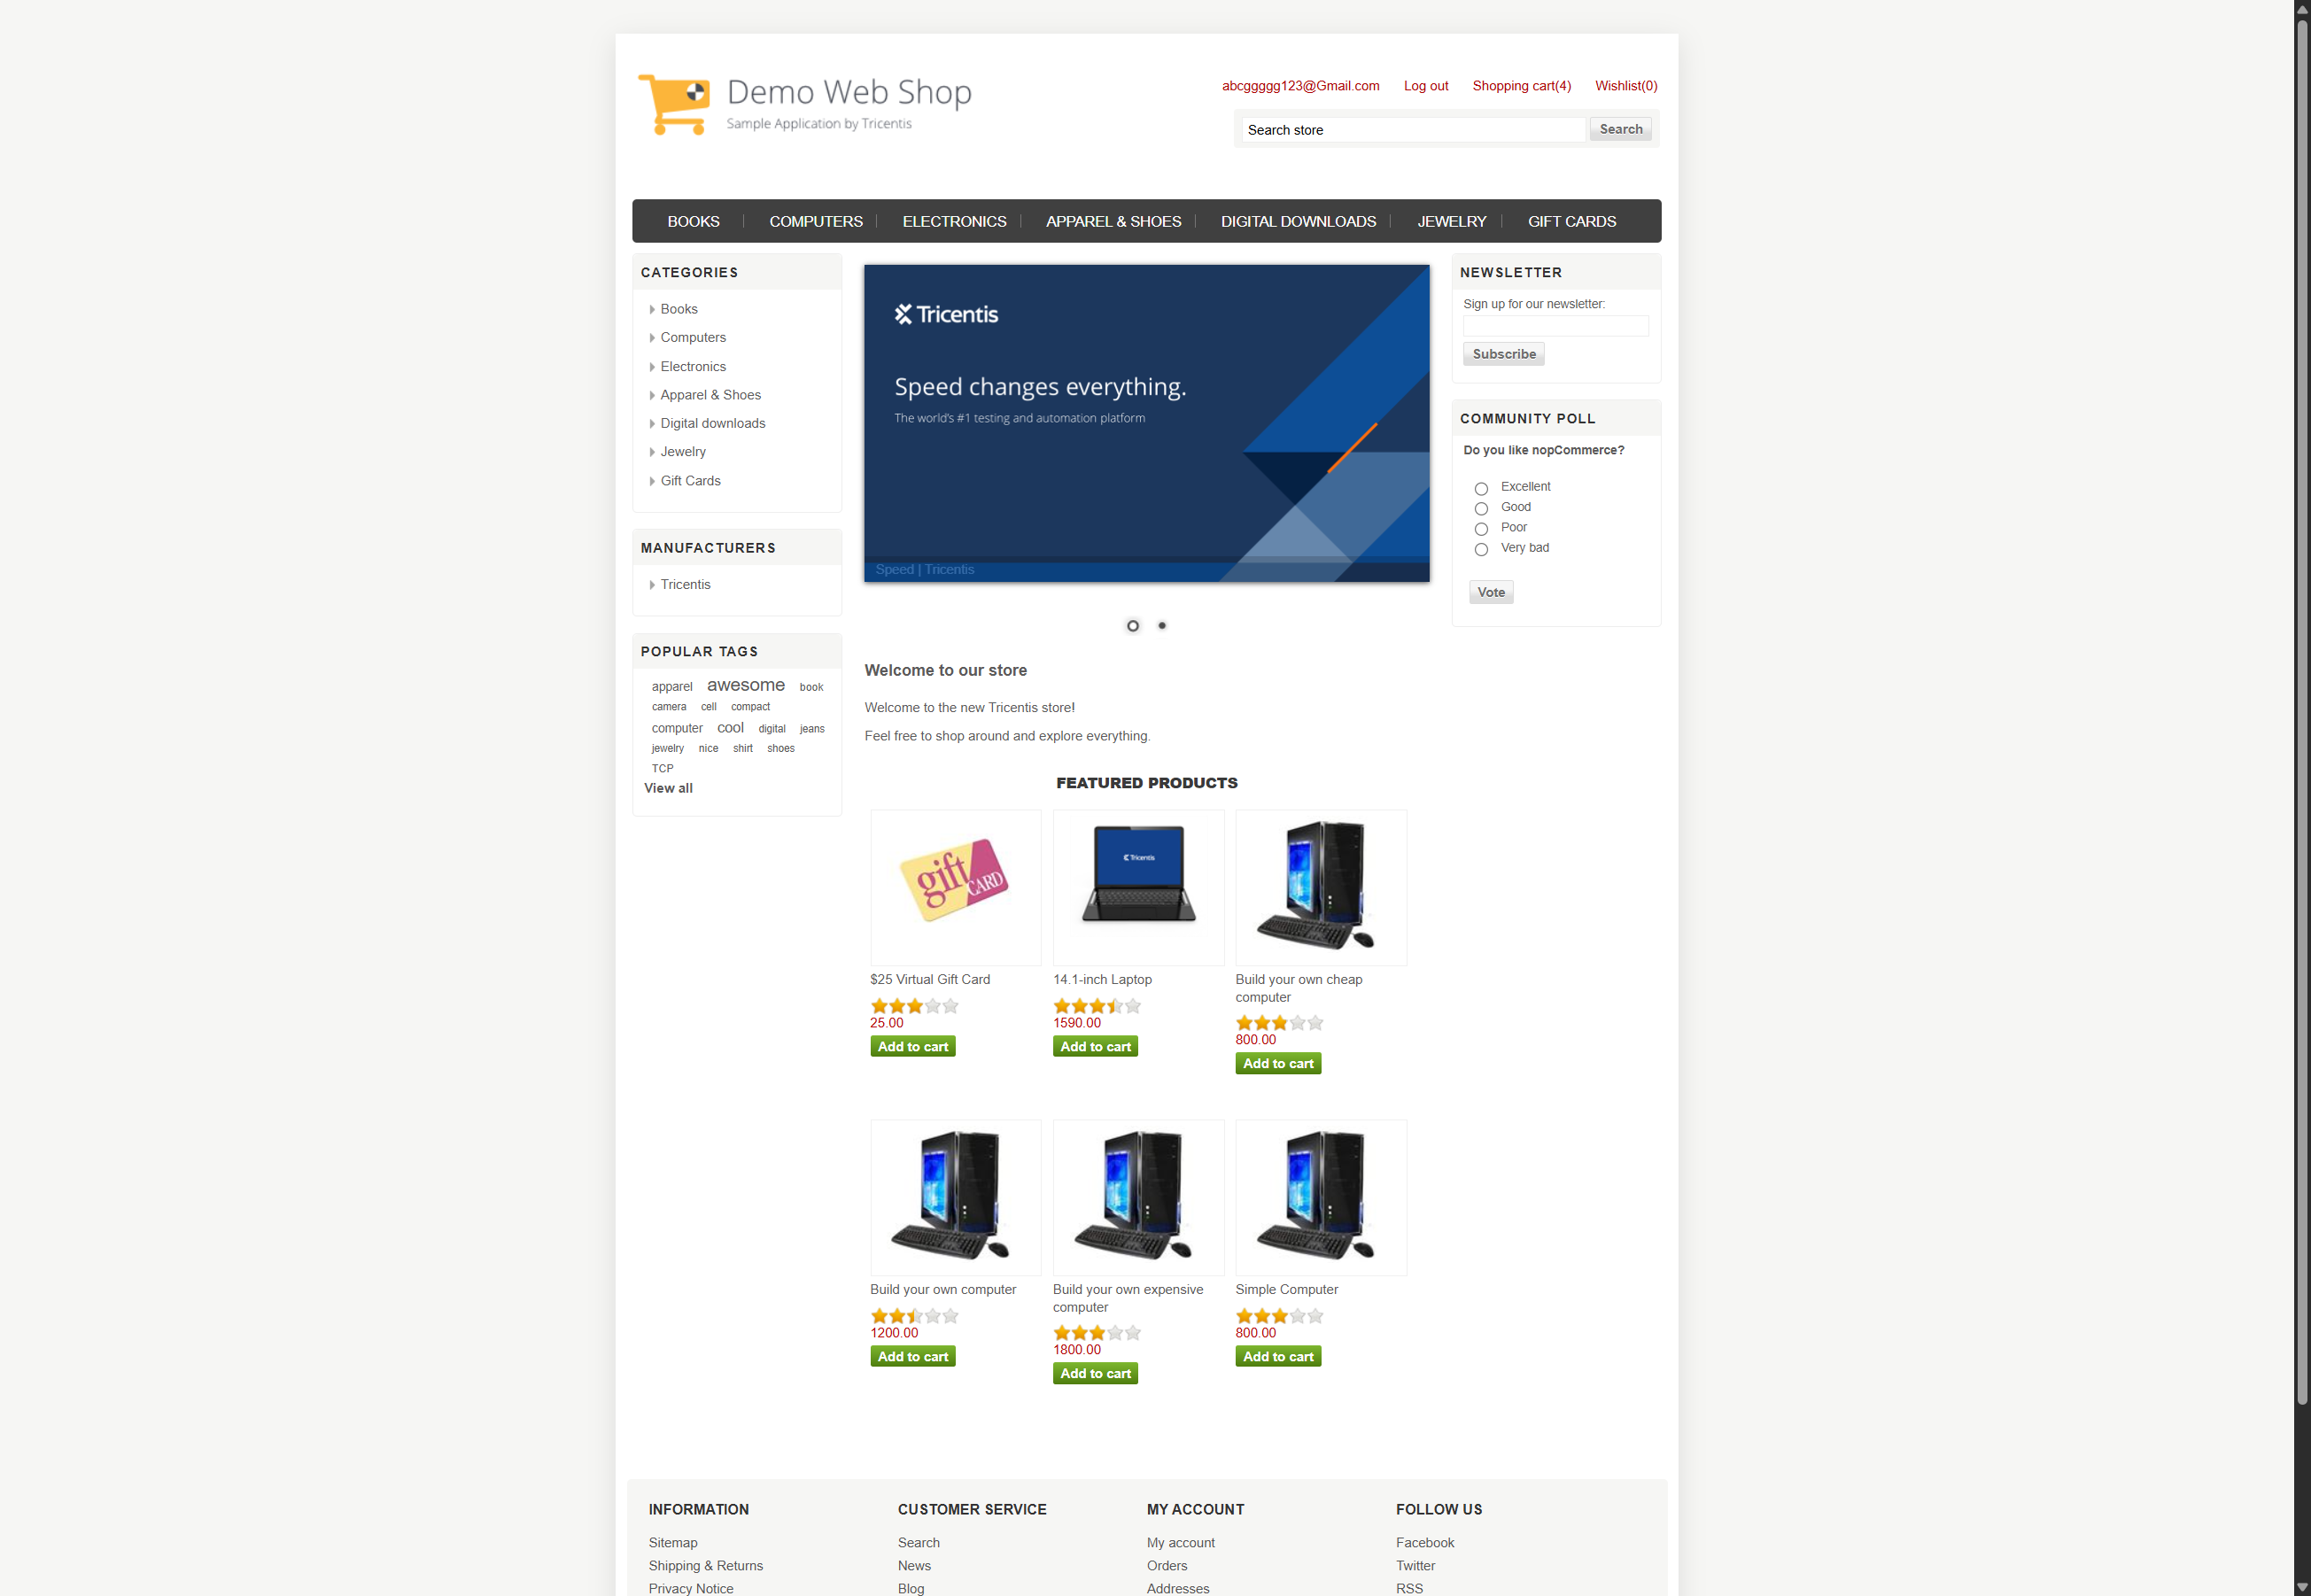 Demo Web Shop
Sample Application by Tricentis
abcggggg123@Gmail.com Log out Shopping cart(4) Wishlist(0)
Search store Search
BOOKS COMPUTERS ELECTRONICS APPAREL & SHOES DIGITAL DOWNLOADS JEWELRY GIFT CARDS
CATEGORIES
Books
Computers
Electronics
Apparel & Shoes
Digital downloads
Jewelry
Gift Cards
MANUFACTURERS
Tricentis
POPULAR TAGS
apparel awesome book
camera cell compact
computer cool digital jeans
jewelry nice shirt shoes
TCP
View all
Tricentis
Speed changes everything.
The world's #1 testing and automation platform
Speed | Tricentis
NEWSLETTER
Sign up for our newsletter:
Subscribe
COMMUNITY POLL
Do you like nopCommerce?
Excellent
Good
Poor
Very bad
Vote
Welcome to our store
Welcome to the new Tricentis store!
Feel free to shop around and explore everything.
FEATURED PRODUCTS
gift CARD
$25 Virtual Gift Card
25.00
Add to cart
Tricentis
14.1-inch Laptop
1590.00
Add to cart
Build your own cheap
computer
800.00
Add to cart
Build your own computer
1200.00
Add to cart
Build your own expensive
computer
1800.00
Add to cart
Simple Computer
800.00
Add to cart
INFORMATION
Sitemap
Shipping & Returns
Privacy Notice
CUSTOMER SERVICE
Search
News
Blog
MY ACCOUNT
My account
Orders
Addresses
FOLLOW US
Facebook
Twitter
RSS